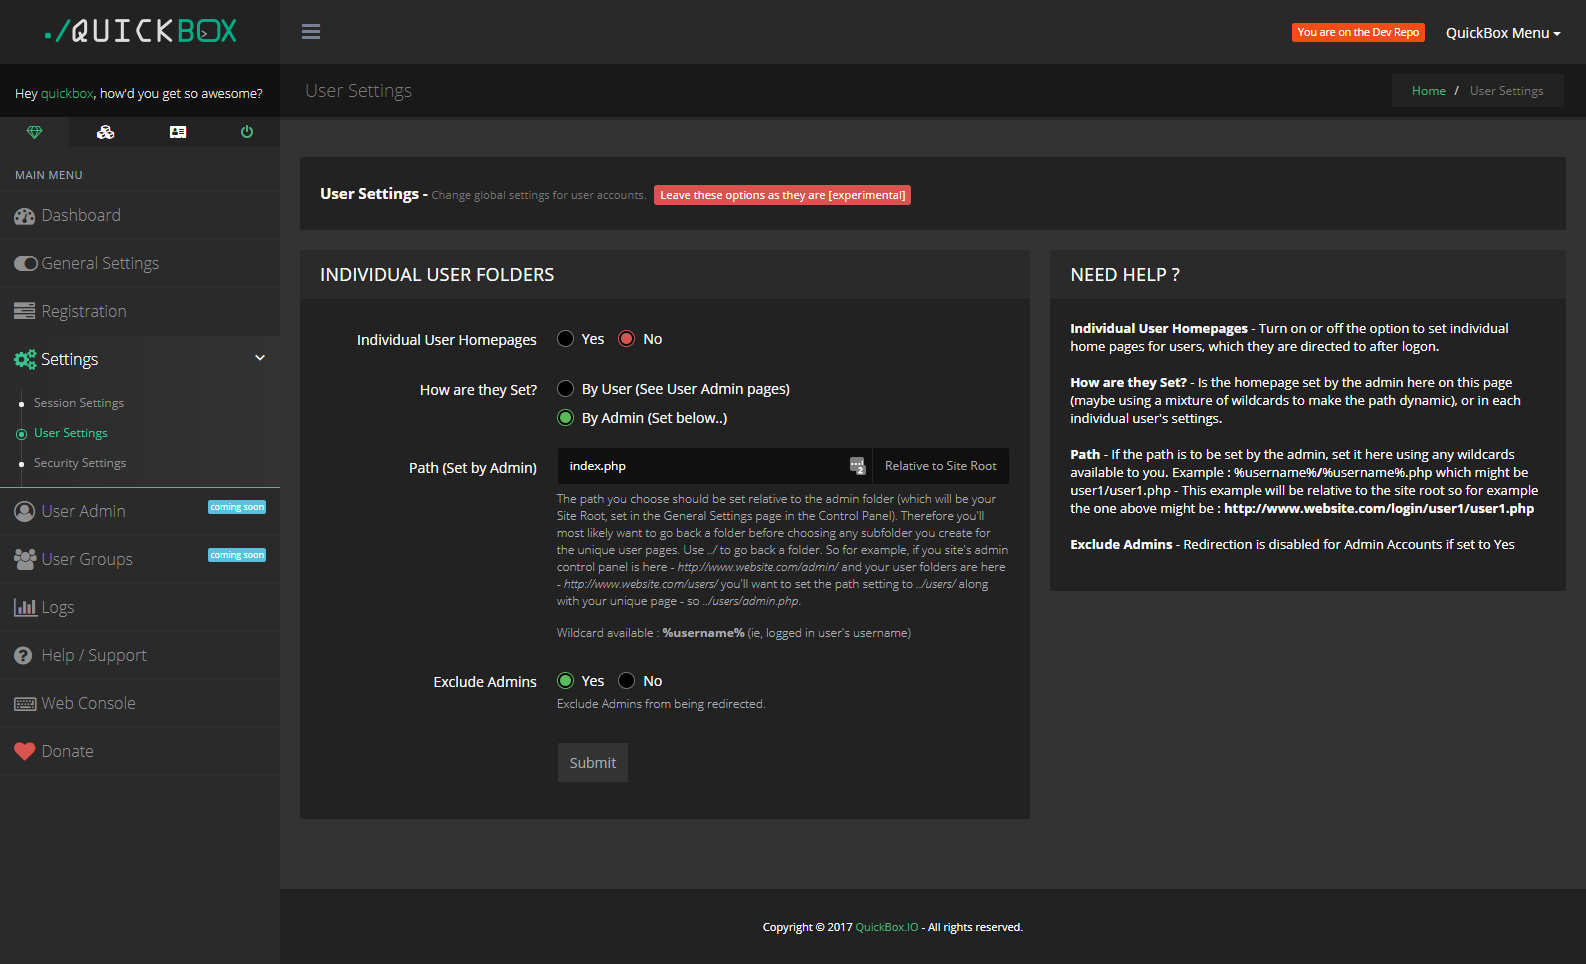 ./QUICKBOX
You are on the Dev Repo
QuickBox Menu
Hey quickbox, how'd you get so awesome?
User Settings
Home / User Settings
MAIN MENU
Dashboard
General Settings
Registration
Settings
Session Settings
User Settings
Security Settings
User Admin
coming soon
User Groups
coming soon
Logs
Help / Support
Web Console
Donate
User Settings - Change global settings for user accounts. Leave these options as they are [experimental]
INDIVIDUAL USER FOLDERS
Individual User Homepages Yes No
How are they Set? By User (See User Admin pages)
By Admin (Set below..)
Path (Set by Admin) index.php 2 Relative to Site Root
The path you choose should be set relative to the admin folder (which will be your
Site Root, set in the General Settings page in the Control Panel). Therefore you'll
most likely want to go back a folder before choosing any subfolder you create for
the unique user pages. Use ../ to go back a folder. So for example, if you site's admin
control panel is here - http://www.website.com/admin/ and your user folders are here
- http://www.website.com/users/ you'll want to set the path setting to ../users/ along
with your unique page - so ../users/admin.php.
Wildcard available : %username% (ie, logged in user's username)
Exclude Admins Yes No
Exclude Admins from being redirected.
Submit
NEED HELP ?
Individual User Homepages - Turn on or off the option to set individual
home pages for users, which they are directed to after logon.
How are they Set? - Is the homepage set by the admin here on this page
(maybe using a mixture of wildcards to make the path dynamic), or in each
individual user's settings.
Path - If the path is to be set by the admin, set it here using any wildcards
available to you. Example : %username%/%username%.php which might be
user1/user1.php - This example will be relative to the site root so for example
the one above might be : http://www.website.com/login/user1/user1.php
Exclude Admins - Redirection is disabled for Admin Accounts if set to Yes
Copyright © 2017 QuickBox.IO - All rights reserved.